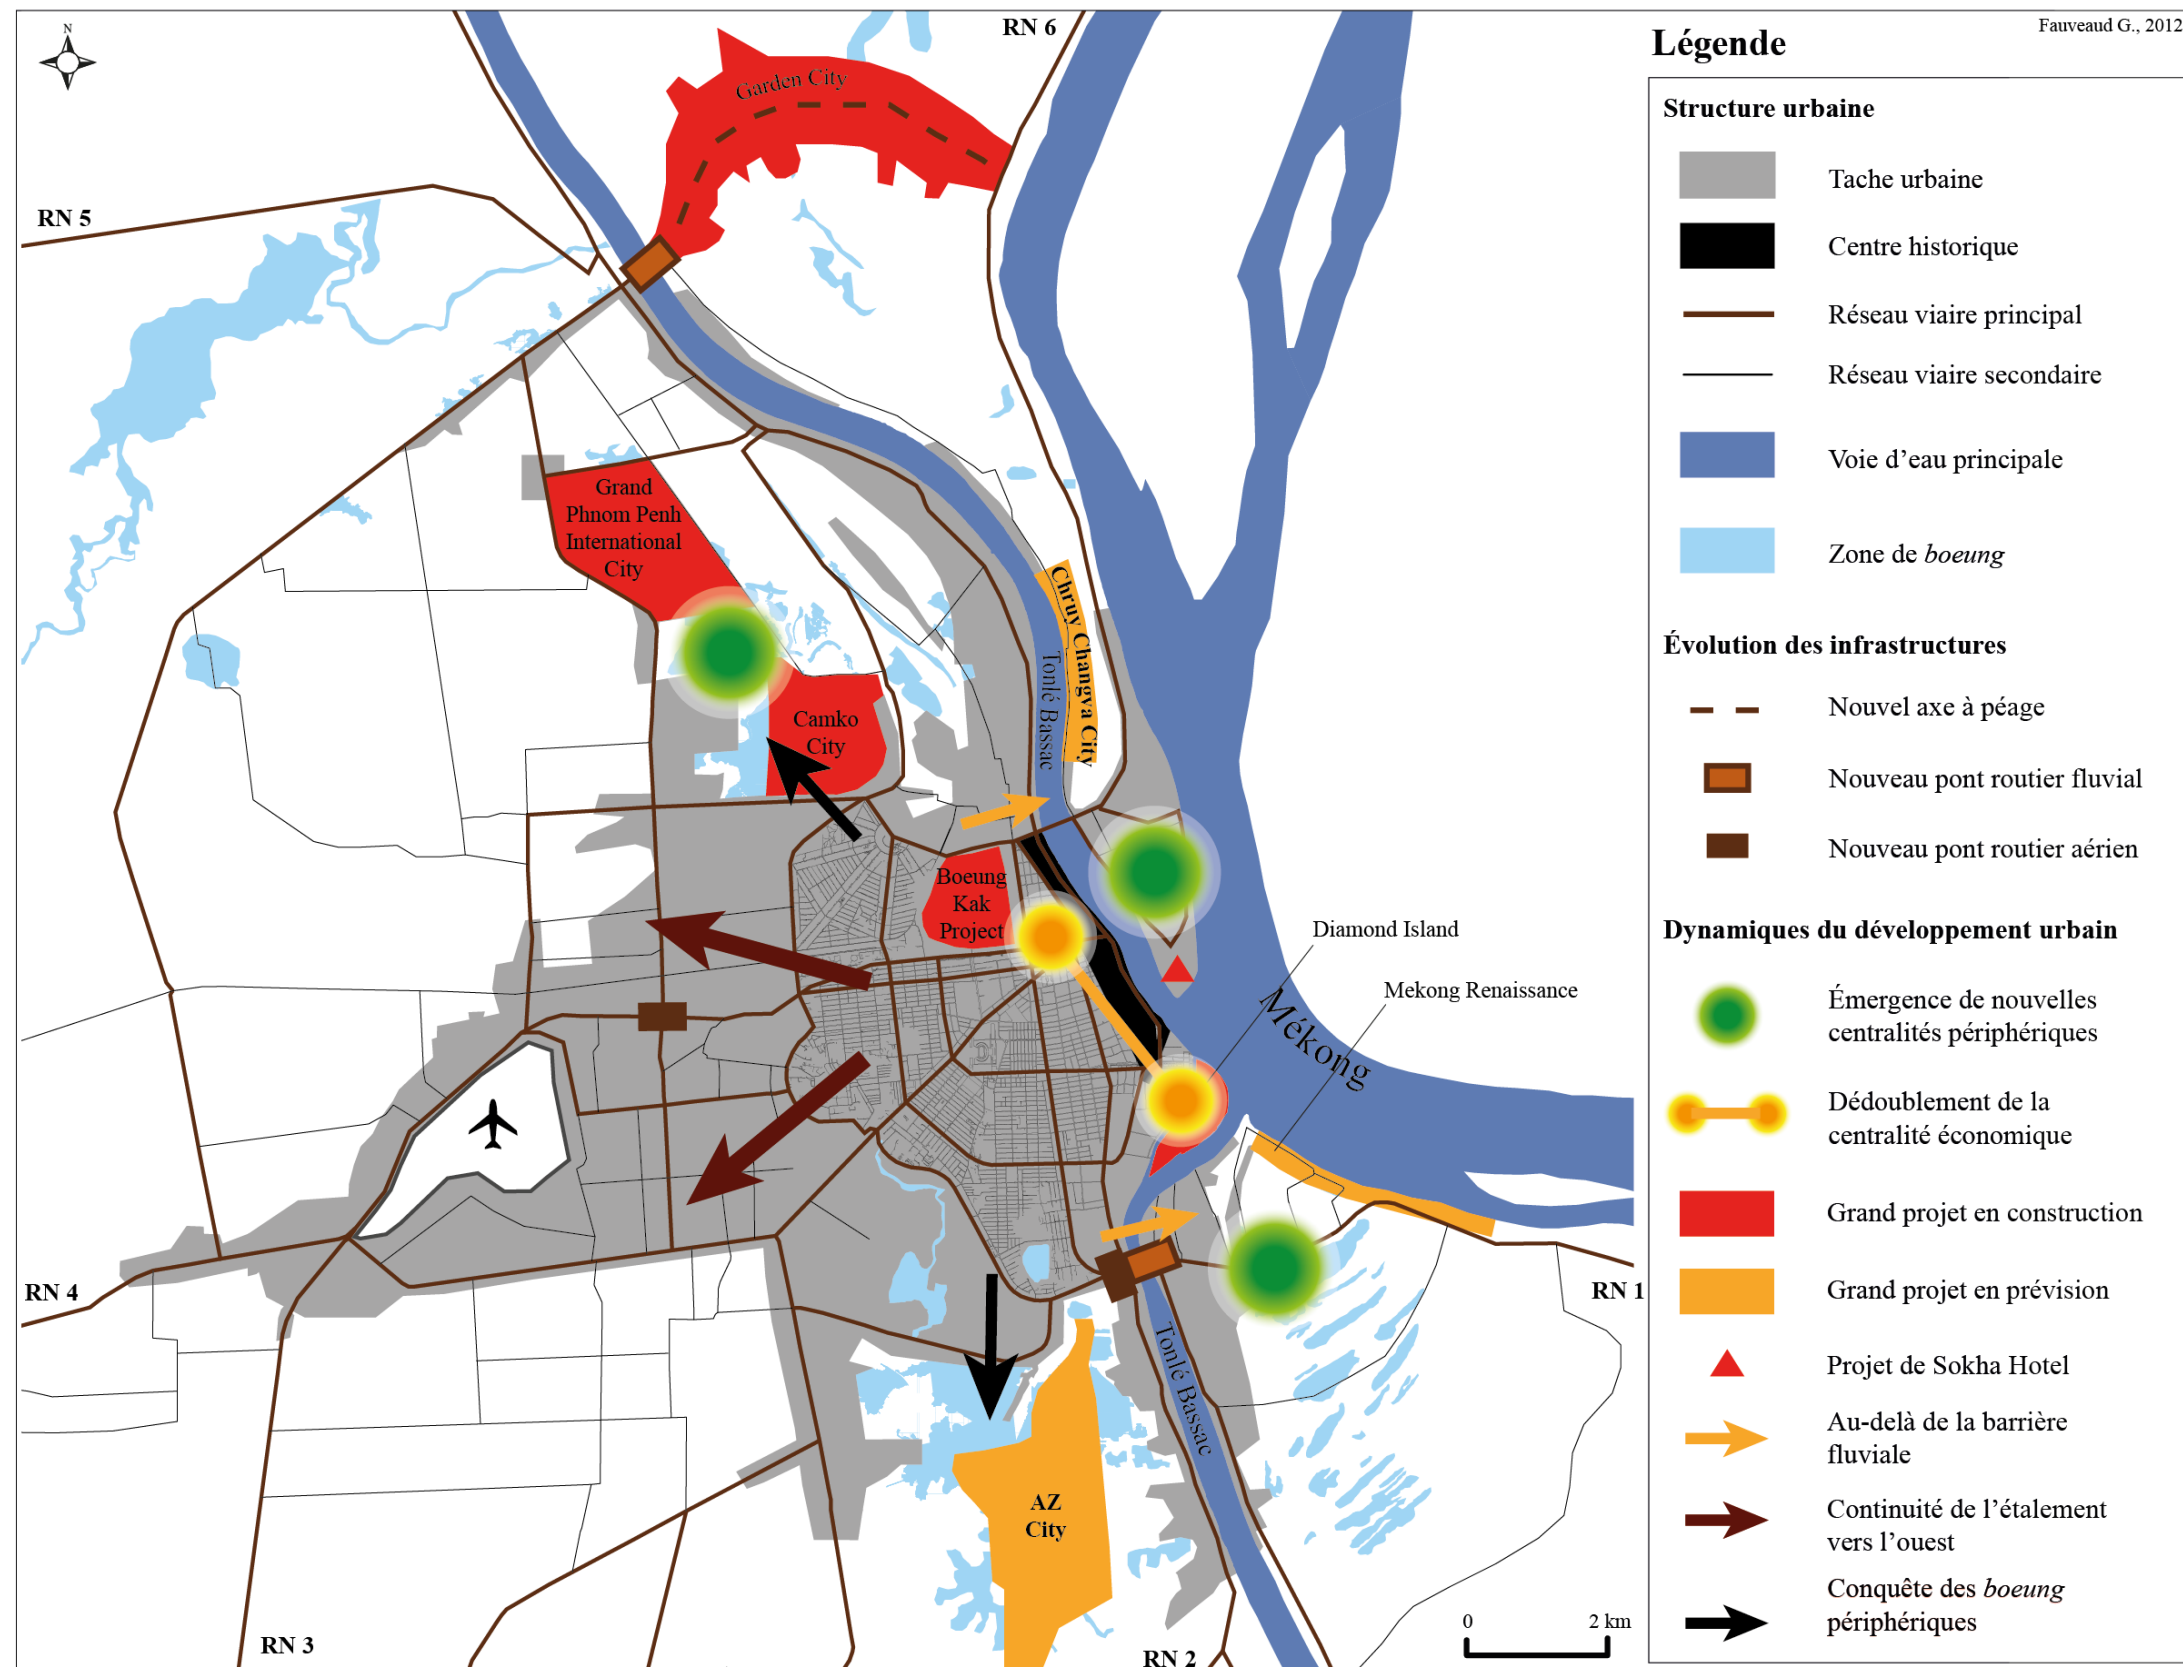 N
RN 6
Garden City
RN 5
Grand
Phnom Penh
International
City
Chruy Changva City
Tonlé Bassac
Camko
City
Boeung
Kak
Project
Diamond Island
Mekong Renaissance
Mékong
RN 4
RN 1
Tonlé Bassac
AZ
City
RN 3
RN 2
0 2 km
Fauveaud G., 2012
Légende
Structure urbaine
Tache urbaine
Centre historique
Réseau viaire principal
Réseau viaire secondaire
Voie d’eau principale
Zone de boeung
Évolution des infrastructures
Nouvel axe à péage
Nouveau pont routier fluvial
Nouveau pont routier aérien
Dynamiques du développement urbain
Émergence de nouvelles
centralités périphériques
Dédoublement de la
centralité économique
Grand projet en construction
Grand projet en prévision
Projet de Sokha Hotel
Au-delà de la barrière
fluviale
Continuité de l’étalement
vers l’ouest
Conquête des boeung
périphériques